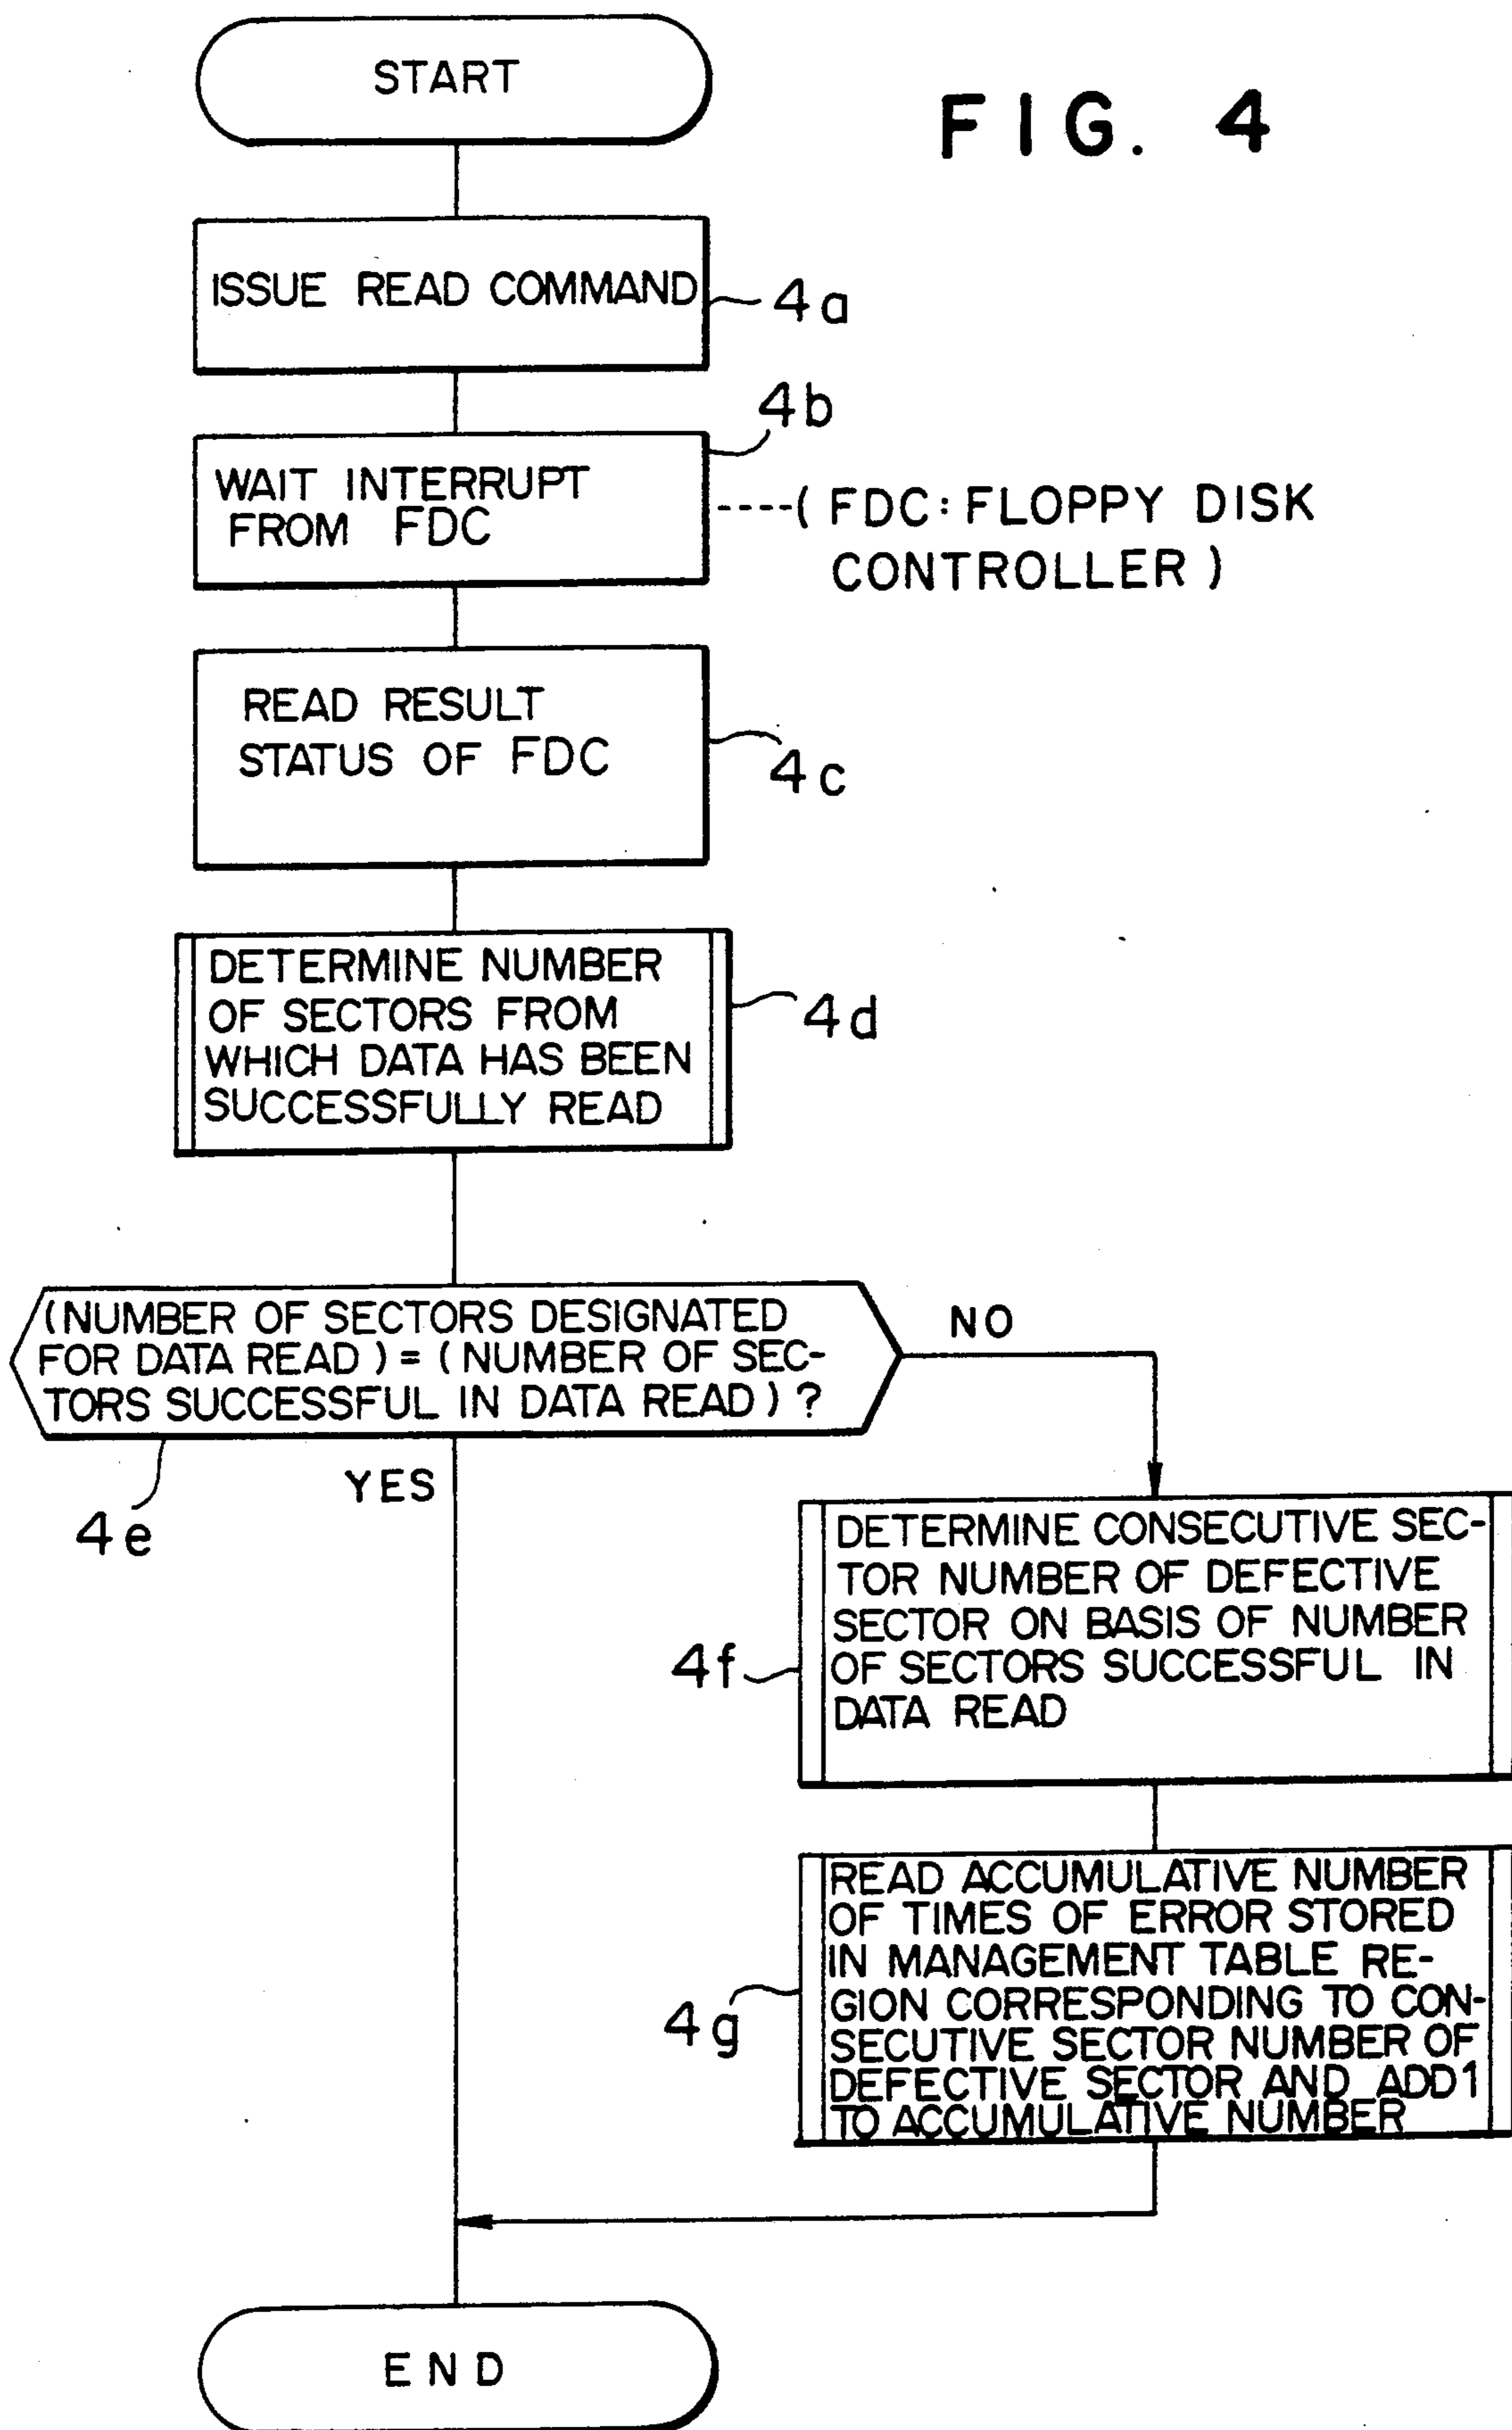 START
FIG. 4
ISSUE READ COMMAND
4a
4b
WAIT INTERRUPT
FROM FDC
----( FDC: FLOPPY DISK
CONTROLLER )
READ RESULT
STATUS OF FDC
4c
DETERMINE NUMBER
OF SECTORS FROM
WHICH DATA HAS BEEN
SUCCESSFULLY READ
4d
(NUMBER OF SECTORS DESIGNATED
FOR DATA READ) = (NUMBER OF SEC-
TORS SUCCESSFUL IN DATA READ) ?
NO
YES
4e
DETERMINE CONSECUTIVE SEC-
TOR NUMBER OF DEFECTIVE
SECTOR ON BASIS OF NUMBER
OF SECTORS SUCCESSFUL IN
DATA READ
4f
READ ACCUMULATIVE NUMBER
OF TIMES OF ERROR STORED
IN MANAGEMENT TABLE RE-
GION CORRESPONDING TO CON-
SECUTIVE SECTOR NUMBER OF
DEFECTIVE SECTOR AND ADD 1
TO ACCUMULATIVE NUMBER
4g
END